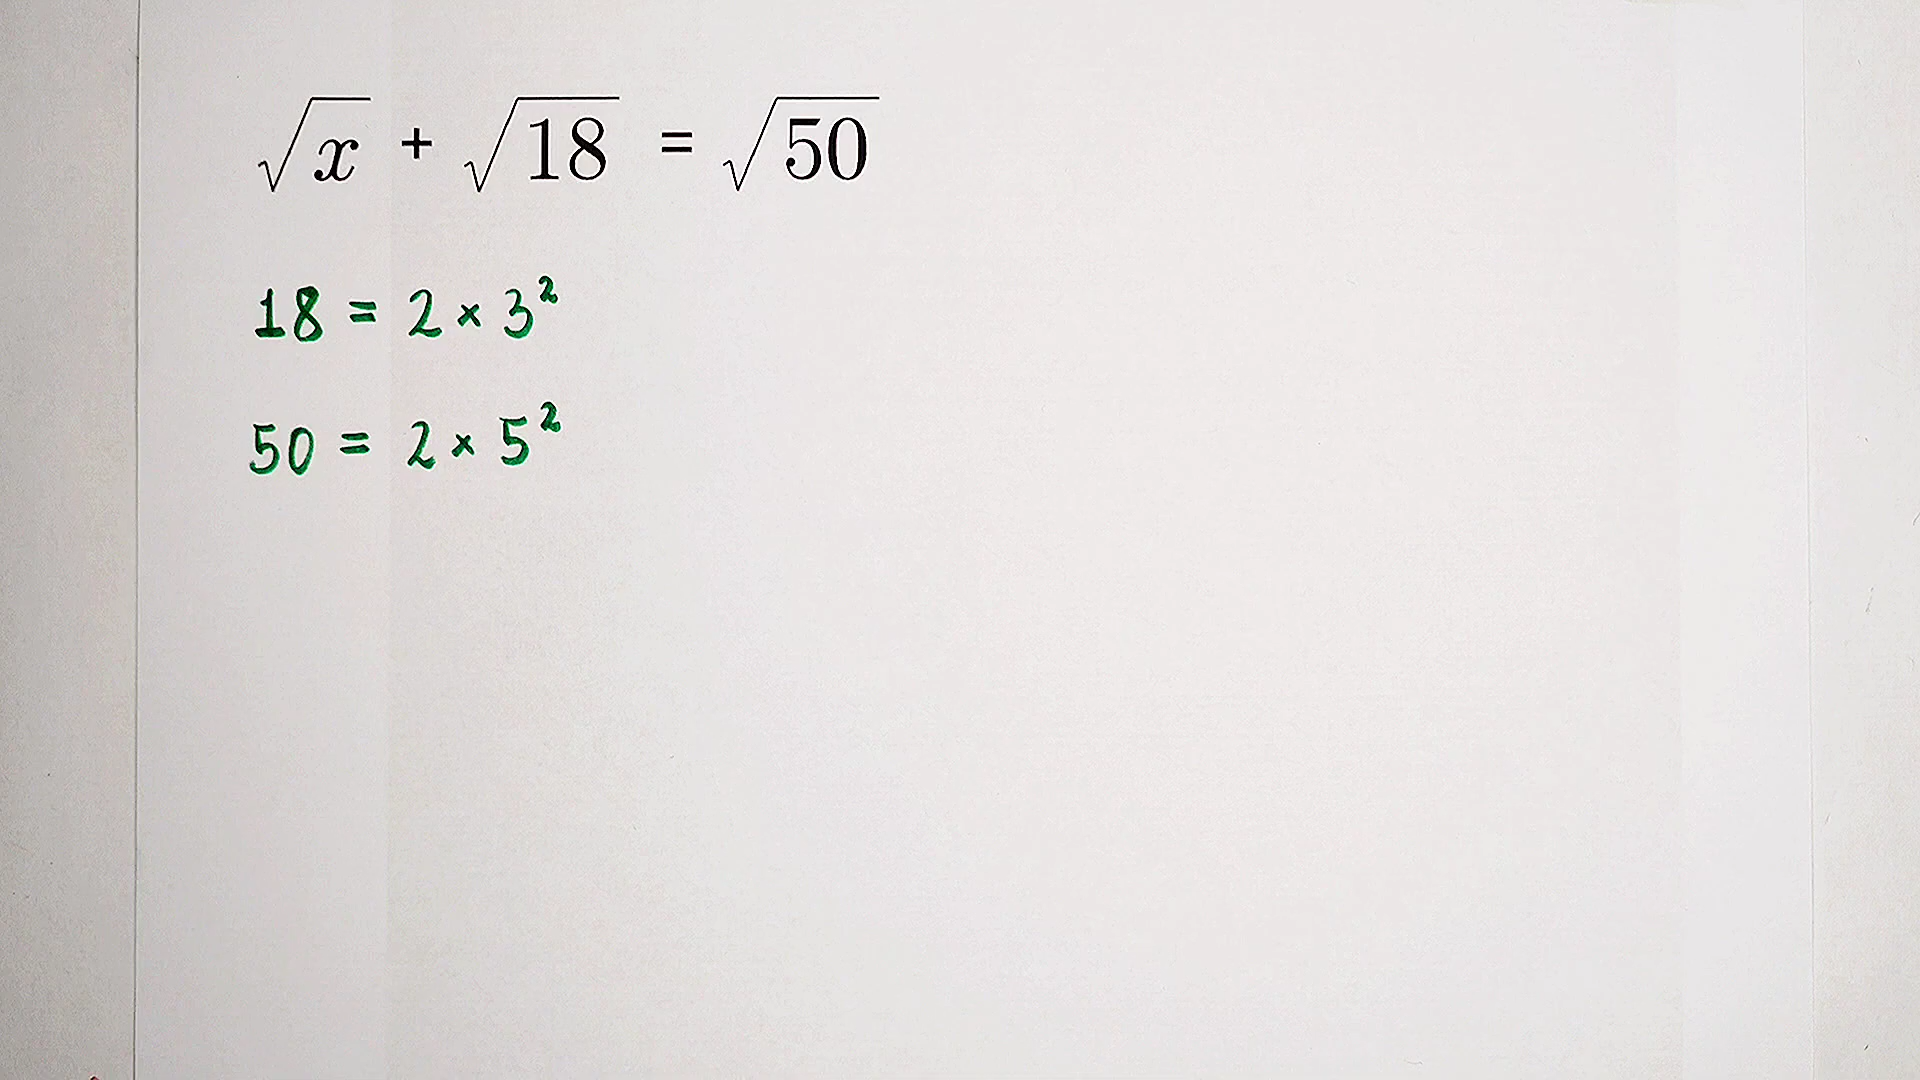 √x + √18 = √50
18 = 2 × 3²
50 = 2 × 5²